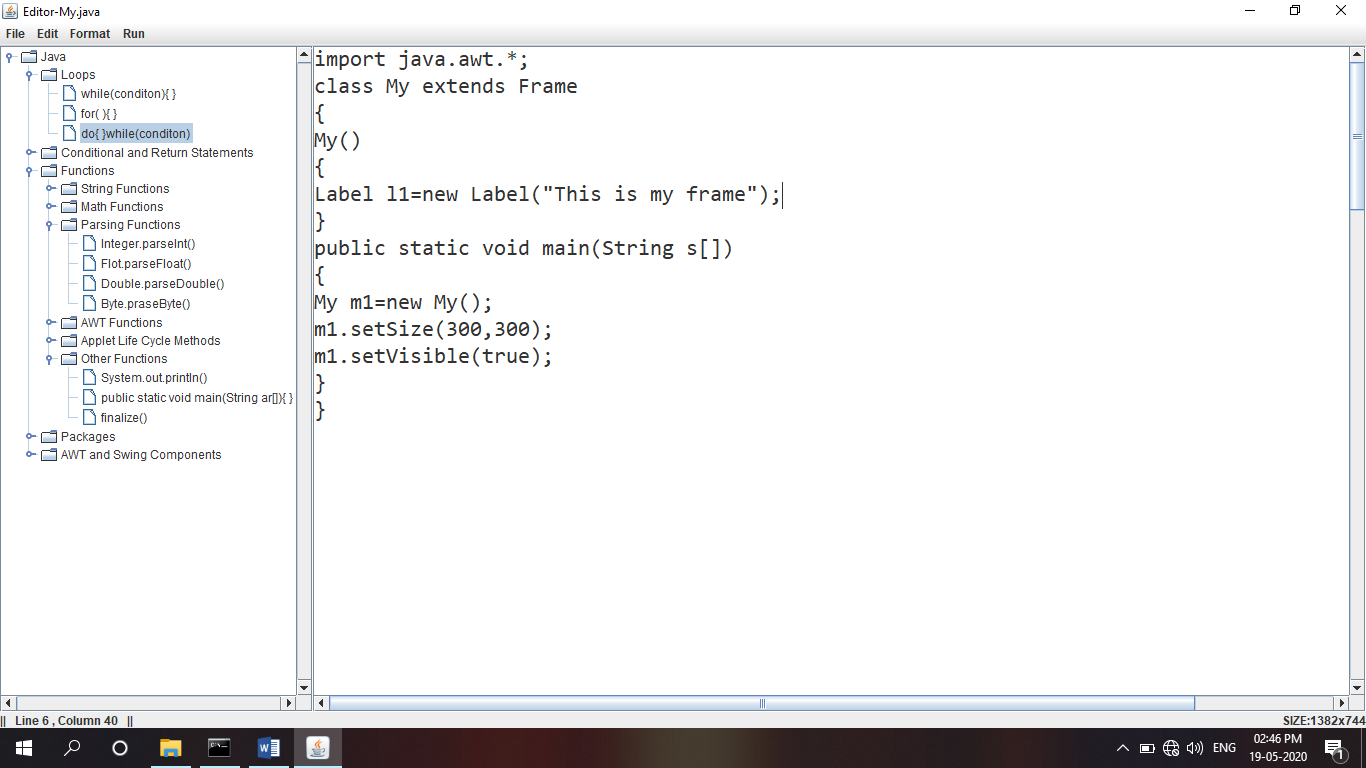 Editor-My.java
File Edit Format Run
Java
Loops
while(conditon){ }
for( ){ }
do{ }while(conditon)
Conditional and Return Statements
Functions
String Functions
Math Functions
Parsing Functions
Integer.parseInt()
Flot.parseFloat()
Double.parseDouble()
Byte.praseByte()
AWT Functions
Applet Life Cycle Methods
Other Functions
System.out.println()
public static void main(String ar[]){ }
finalize()
Packages
AWT and Swing Components
import java.awt.*;
class My extends Frame
{
My()
{
Label l1=new Label("This is my frame");
}
public static void main(String s[])
{
My m1=new My();
m1.setSize(300,300);
m1.setVisible(true);
}
}
|| Line 6 , Column 40 ||
SIZE:1382x744
ENG
02:46 PM
19-05-2020
1